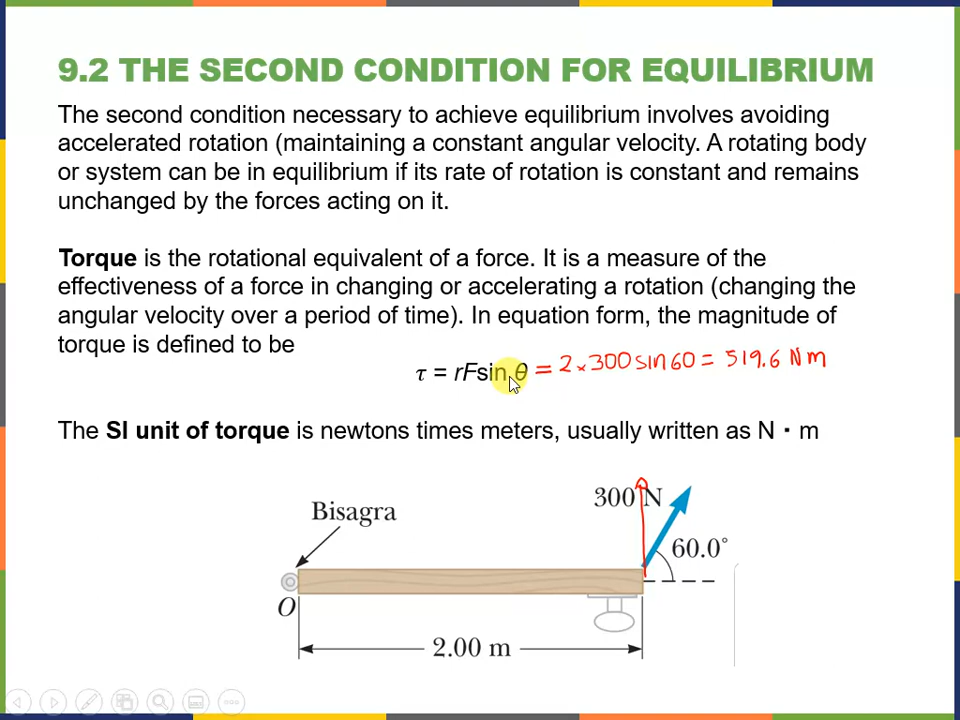 9.2 THE SECOND CONDITION FOR EQUILIBRIUM
The second condition necessary to achieve equilibrium involves avoiding
accelerated rotation (maintaining a constant angular velocity. A rotating body
or system can be in equilibrium if its rate of rotation is constant and remains
unchanged by the forces acting on it.
Torque is the rotational equivalent of a force. It is a measure of the
effectiveness of a force in changing or accelerating a rotation (changing the
angular velocity over a period of time). In equation form, the magnitude of
torque is defined to be
τ = rFsin θ = 2 × 300 sin 60 = 519.6 N m
The SI unit of torque is newtons times meters, usually written as N · m
300 N
Bisagra
60.0°
O
2.00 m